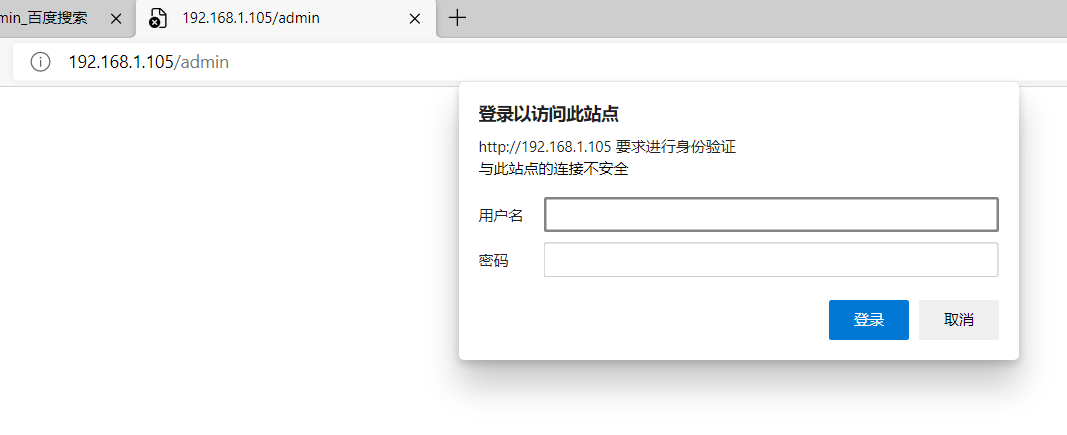 min_百度搜索
192.168.1.105/admin
192.168.1.105/admin
登录以访问此站点
http://192.168.1.105 要求进行身份验证
与此站点的连接不安全
用户名
密码
登录 取消